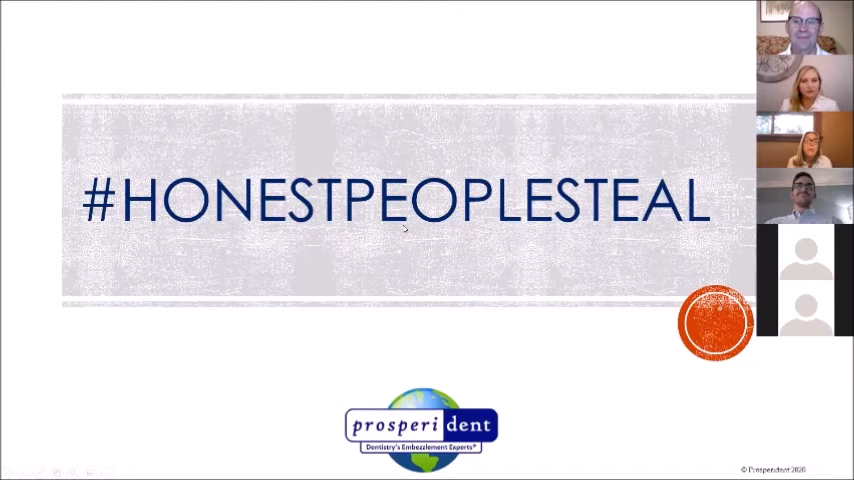 #HONESTPEOPLESTEAL
prosperident
Dentistry's Embezzlement Experts®
© Prosperident 2020